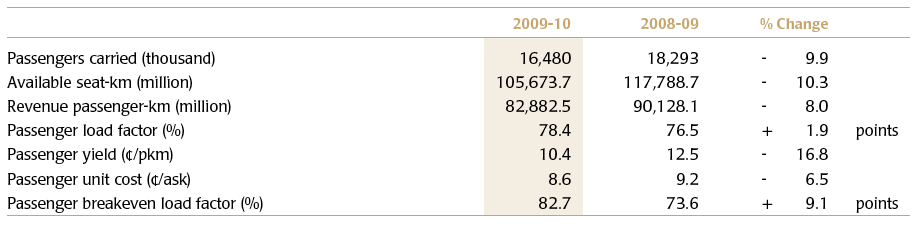 2009-10 2008-09 % Change
Passengers carried (thousand) 16,480 18,293 - 9.9
Available seat-km (million) 105,673.7 117,788.7 - 10.3
Revenue passenger-km (million) 82,882.5 90,128.1 - 8.0
Passenger load factor (%) 78.4 76.5 + 1.9 points
Passenger yield (¢/pkm) 10.4 12.5 - 16.8
Passenger unit cost (¢/ask) 8.6 9.2 - 6.5
Passenger breakeven load factor (%) 82.7 73.6 + 9.1 points